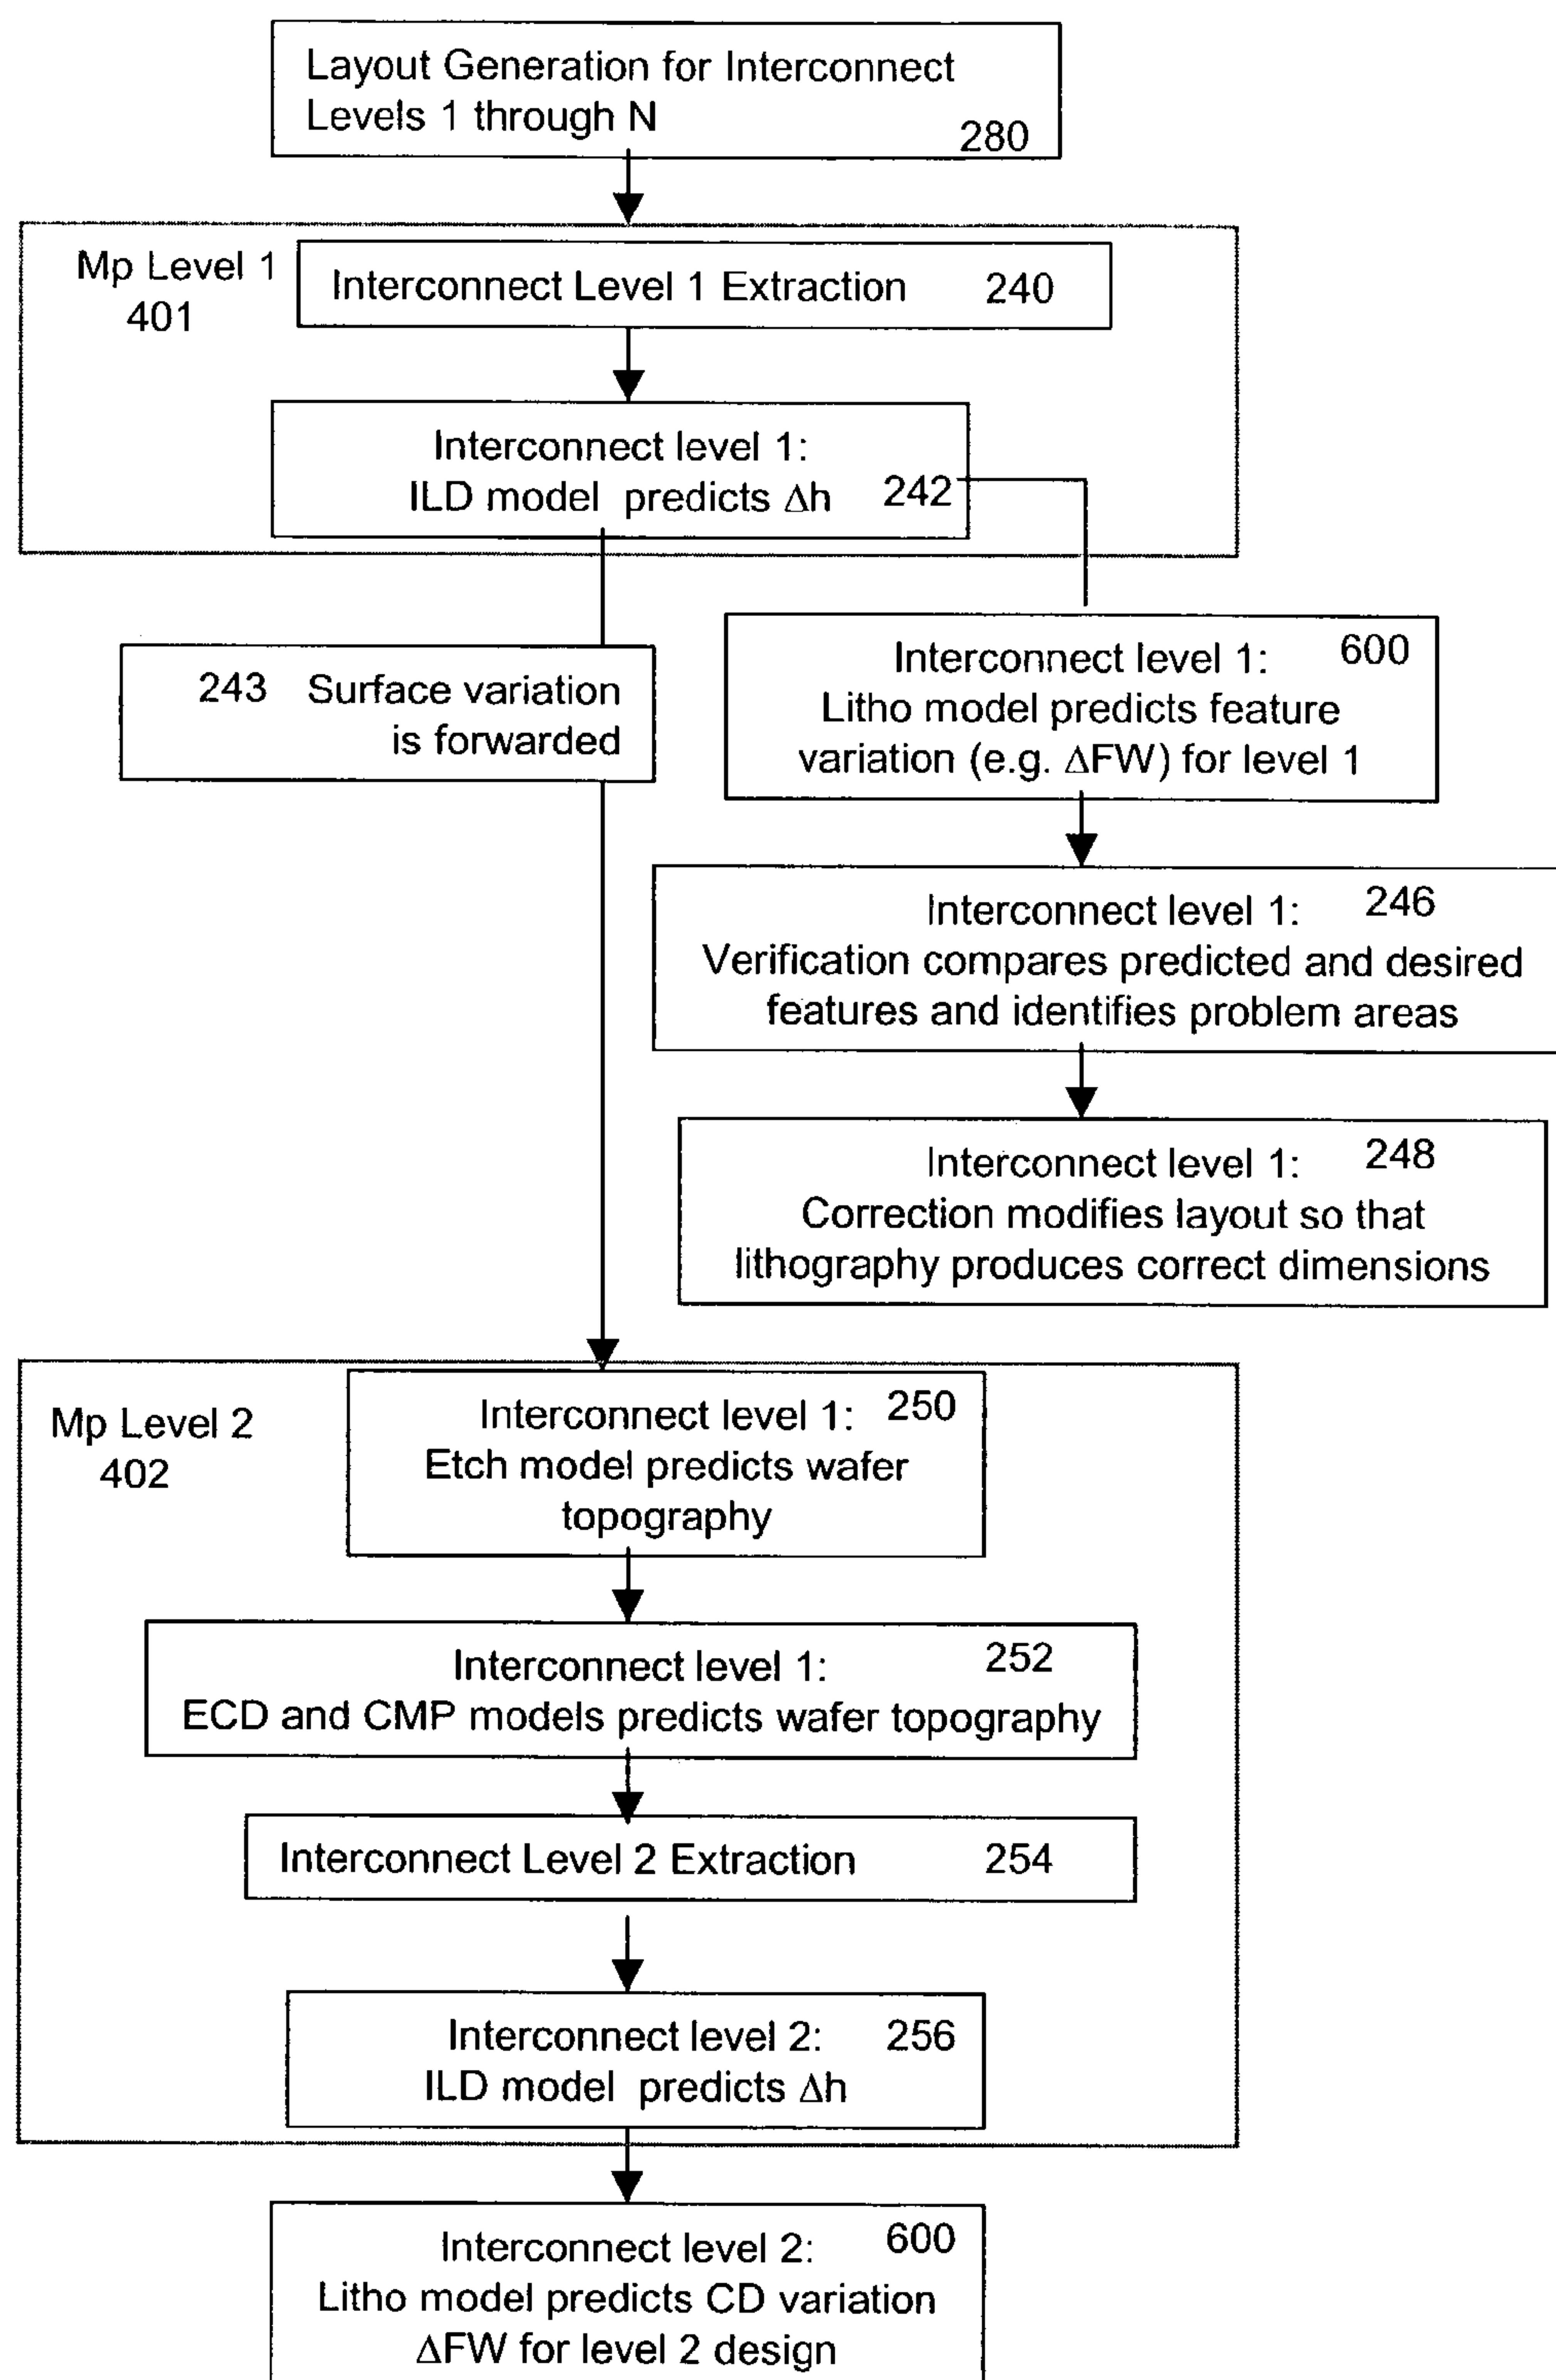 Layout Generation for Interconnect
Levels 1 through N
280
Mp Level 1
401
Interconnect Level 1 Extraction 240
Interconnect level 1:
ILD model predicts Δh 242
243 Surface variation
is forwarded
Interconnect level 1: 600
Litho model predicts feature
variation (e.g. ΔFW) for level 1
Interconnect level 1: 246
Verification compares predicted and desired
features and identifies problem areas
Interconnect level 1: 248
Correction modifies layout so that
lithography produces correct dimensions
Mp Level 2
402
Interconnect level 1: 250
Etch model predicts wafer
topography
Interconnect level 1: 252
ECD and CMP models predicts wafer topography
Interconnect Level 2 Extraction 254
Interconnect level 2: 256
ILD model predicts Δh
Interconnect level 2: 600
Litho model predicts CD variation
ΔFW for level 2 design